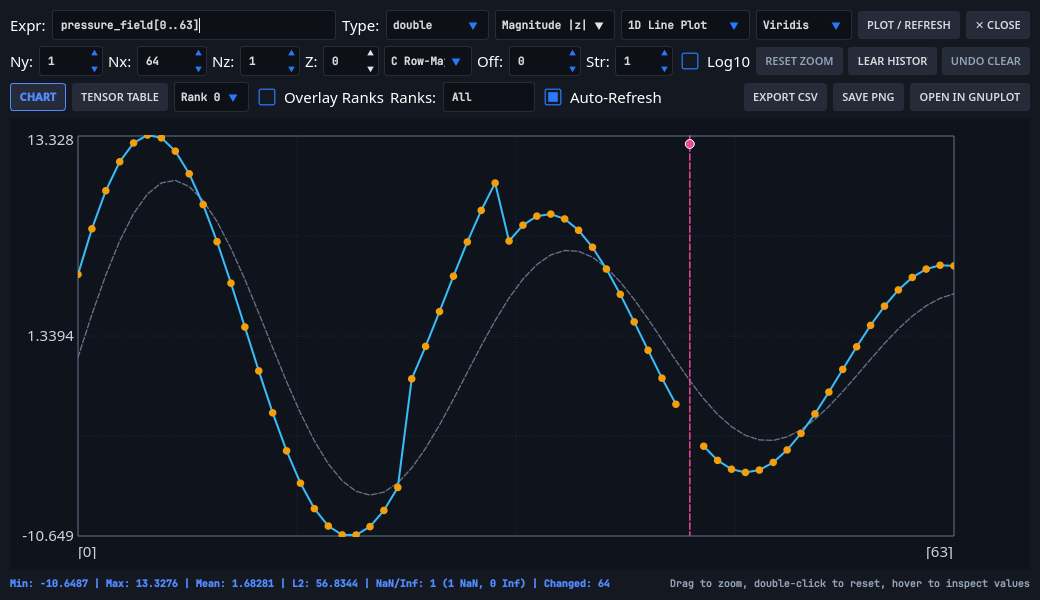 Expr: pressure_field[0..63] Type: double Magnitude |z| 1D Line Plot Viridis PLOT / REFRESH × CLOSE
Ny: 1 Nx: 64 Nz: 1 Z: 0 C Row-Ma Off: 0 Str: 1 Log10 RESET ZOOM LEAR HISTOR UNDO CLEAR
CHART TENSOR TABLE Rank 0 Overlay Ranks Ranks: All Auto-Refresh EXPORT CSV SAVE PNG OPEN IN GNUPLOT
13.328
1.3394
-10.649
[0] [63]
Min: -10.6487 | Max: 13.3276 | Mean: 1.68281 | L2: 56.8344 | NaN/Inf: 1 (1 NaN, 0 Inf) | Changed: 64 Drag to zoom, double-click to reset, hover to inspect values